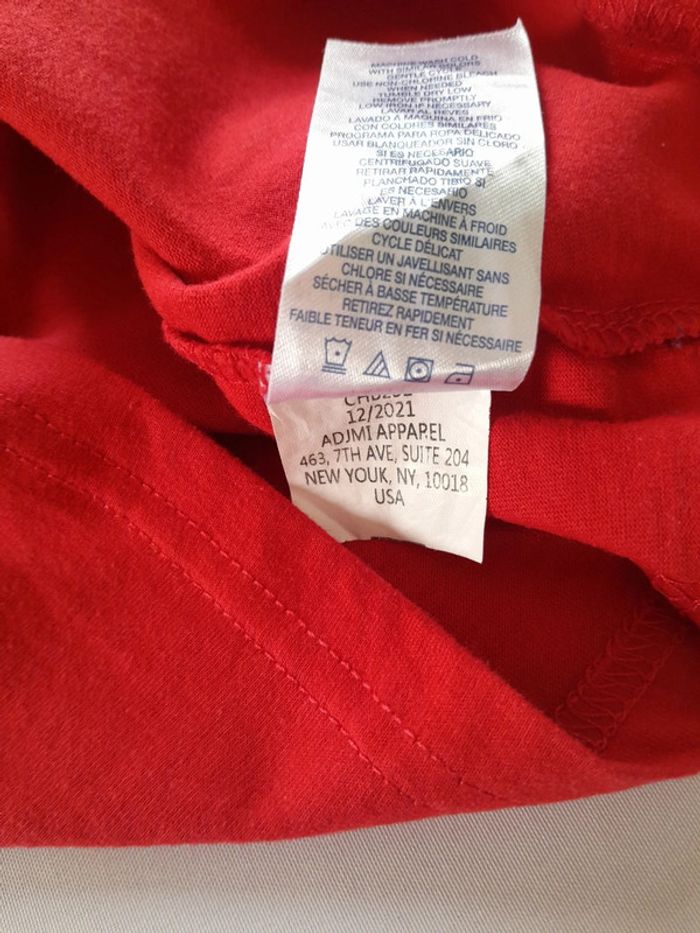 MACHINE WASH COLD
WITH SIMILAR COLORS
GENTLE CYCLE BLEACH
USE NON-CHLORINE BLEACH
WHEN NEEDED
TUMBLE DRY LOW
REMOVE PROMPTLY
LOW IRON IF NECESSARY
LAVAR AL REVES
LAVADO A MAQUINA EN FRIO
CON COLORES SIMILARES
PROGRAMA PARA ROPA DELICADO
USAR BLANQUEADOR SIN CLORO
SI ES NECESARIO
CENTRIFUGADO SUAVE
RETIRAR RAPIDAMENTE
PLANCHADO TIBIO SI
ES NECESARIO
LAVER À L'ENVERS
LAVAGE EN MACHINE À FROID
AVEC DES COULEURS SIMILAIRES
CYCLE DÉLICAT
UTILISER UN JAVELLISANT SANS
CHLORE SI NÉCESSAIRE
SÉCHER À BASSE TEMPÉRATURE
RETIREZ RAPIDEMENT
FAIBLE TENEUR EN FER SI NÉCESSAIRE
12/2021
ADJMI APPAREL
463, 7TH AVE, SUITE 204
NEW YOUK, NY, 10018
USA